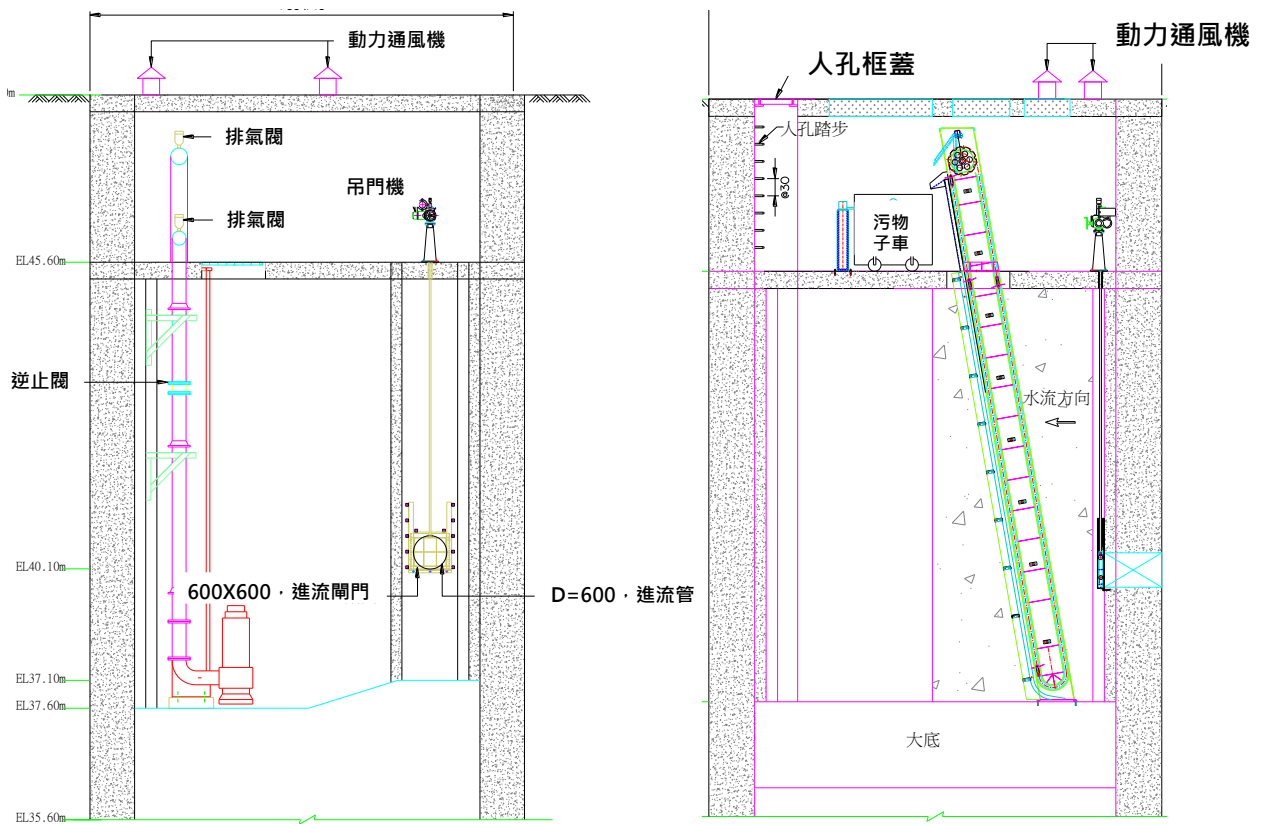 動力通風機
排氣閥
吊門機
排氣閥
EL45.60m
逆止閥
EL40.10m
600X600，進流閘門
D=600，進流管
EL37.10m
EL37.60m
EL35.60m
動力通風機
人孔框蓋
人孔踏步
@30
污物
子車
水流方向
大底